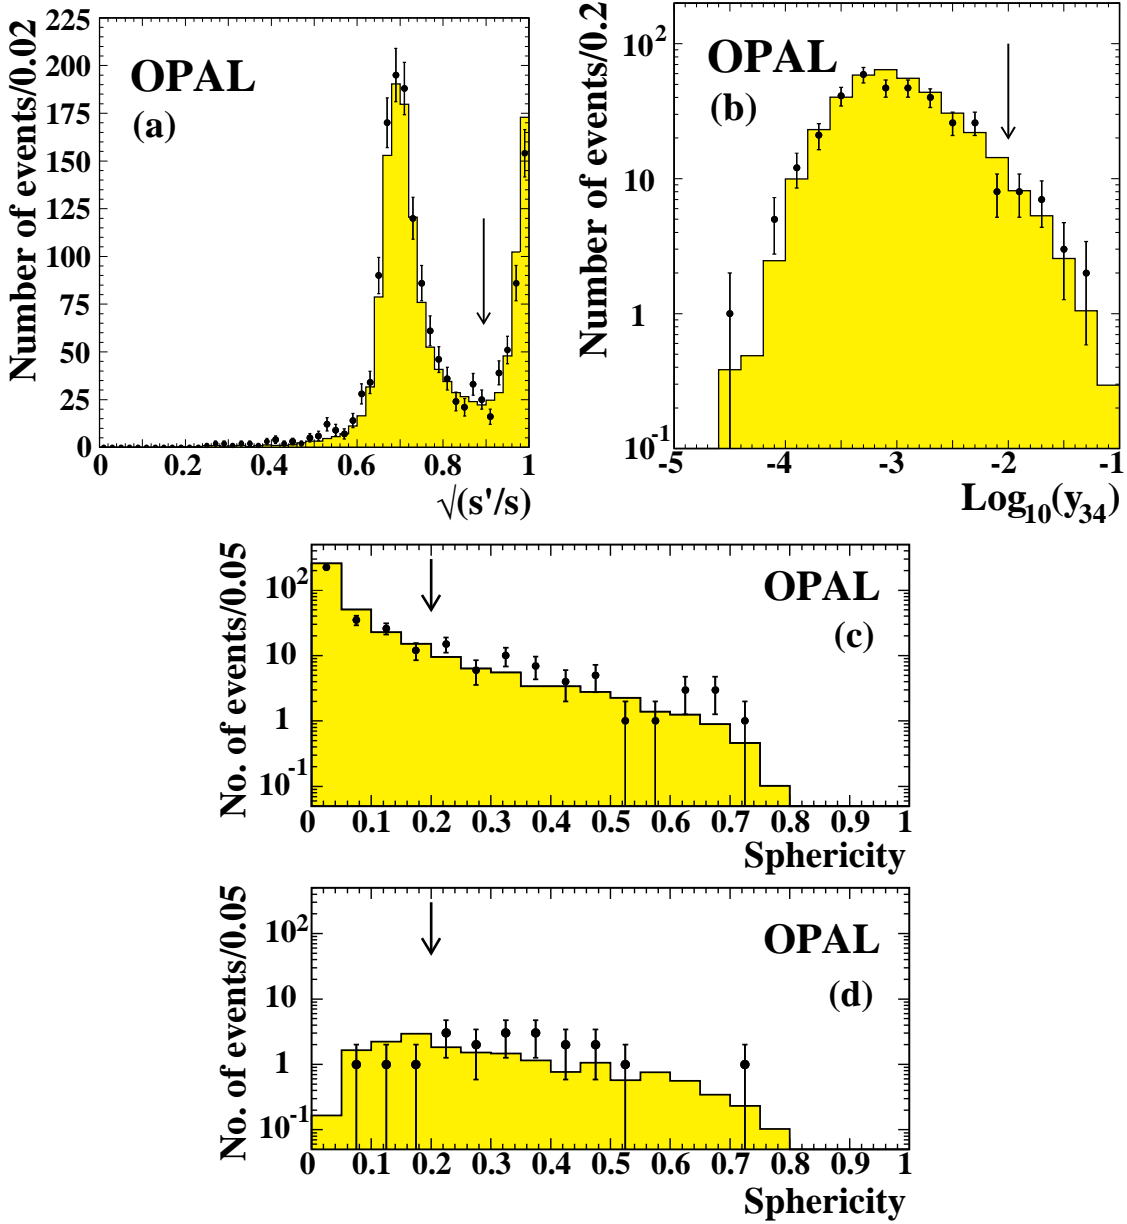 Number of events/0.02
225
200
175
150
125
100
75
50
25
0
OPAL
(a)
0 0.2 0.4 0.6 0.8 1
√(s'/s)
Number of events/0.2
10²
10
1
10⁻¹
OPAL
(b)
-5 -4 -3 -2 -1
Log₁₀(y₃₄)
No. of events/0.05
10²
10
1
10⁻¹
OPAL
(c)
0 0.1 0.2 0.3 0.4 0.5 0.6 0.7 0.8 0.9 1
Sphericity
No. of events/0.05
10²
10
1
10⁻¹
OPAL
(d)
0 0.1 0.2 0.3 0.4 0.5 0.6 0.7 0.8 0.9 1
Sphericity